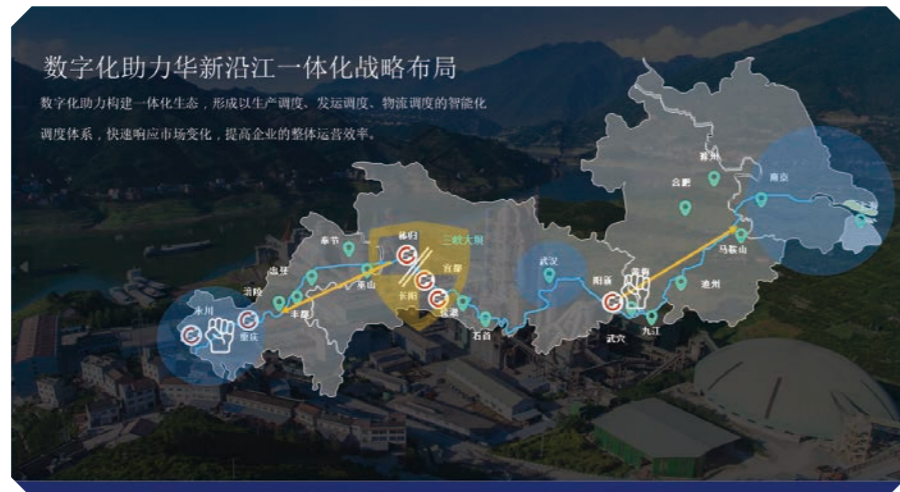 数字化助力华新沿江一体化战略布局
数字化助力构建一体化生态，形成以生产调度、发运调度、物流调度的智能化
调度体系，快速响应市场变化，提高企业的整体运营效率。
滁州
合肥
南京
马鞍山
池州
奉节
秭归
三峡大坝
宜都
武汉
阳新
巫山
长阳
涪陵
丰都
永川
重庆
石首
九江
武穴